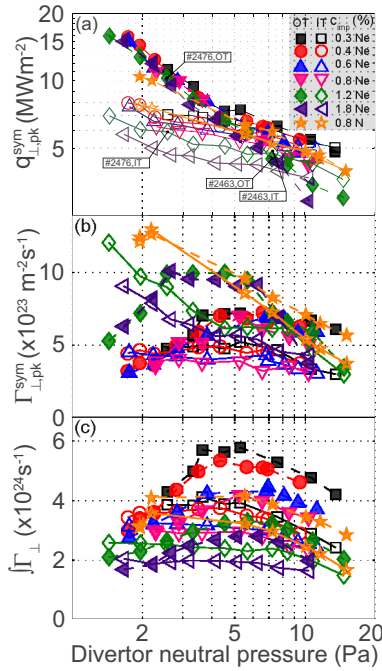 (a)
OT IT c_imp (%)
0.3 Ne
0.4 Ne
0.6 Ne
0.8 Ne
1.2 Ne
1.8 Ne
0.8 N
20
15
10
5
q^sym_⊥,pk (MWm^-2)
#2476,OT
#2476,IT
#2463,OT
#2463,IT
(b)
15
10
5
0
Γ^sym_⊥,pk (x10^23 m^-2s^-1)
(c)
6
4
2
0
∫Γ_⊥ (x10^24s^-1)
2 5 10 20
Divertor neutral pressure (Pa)